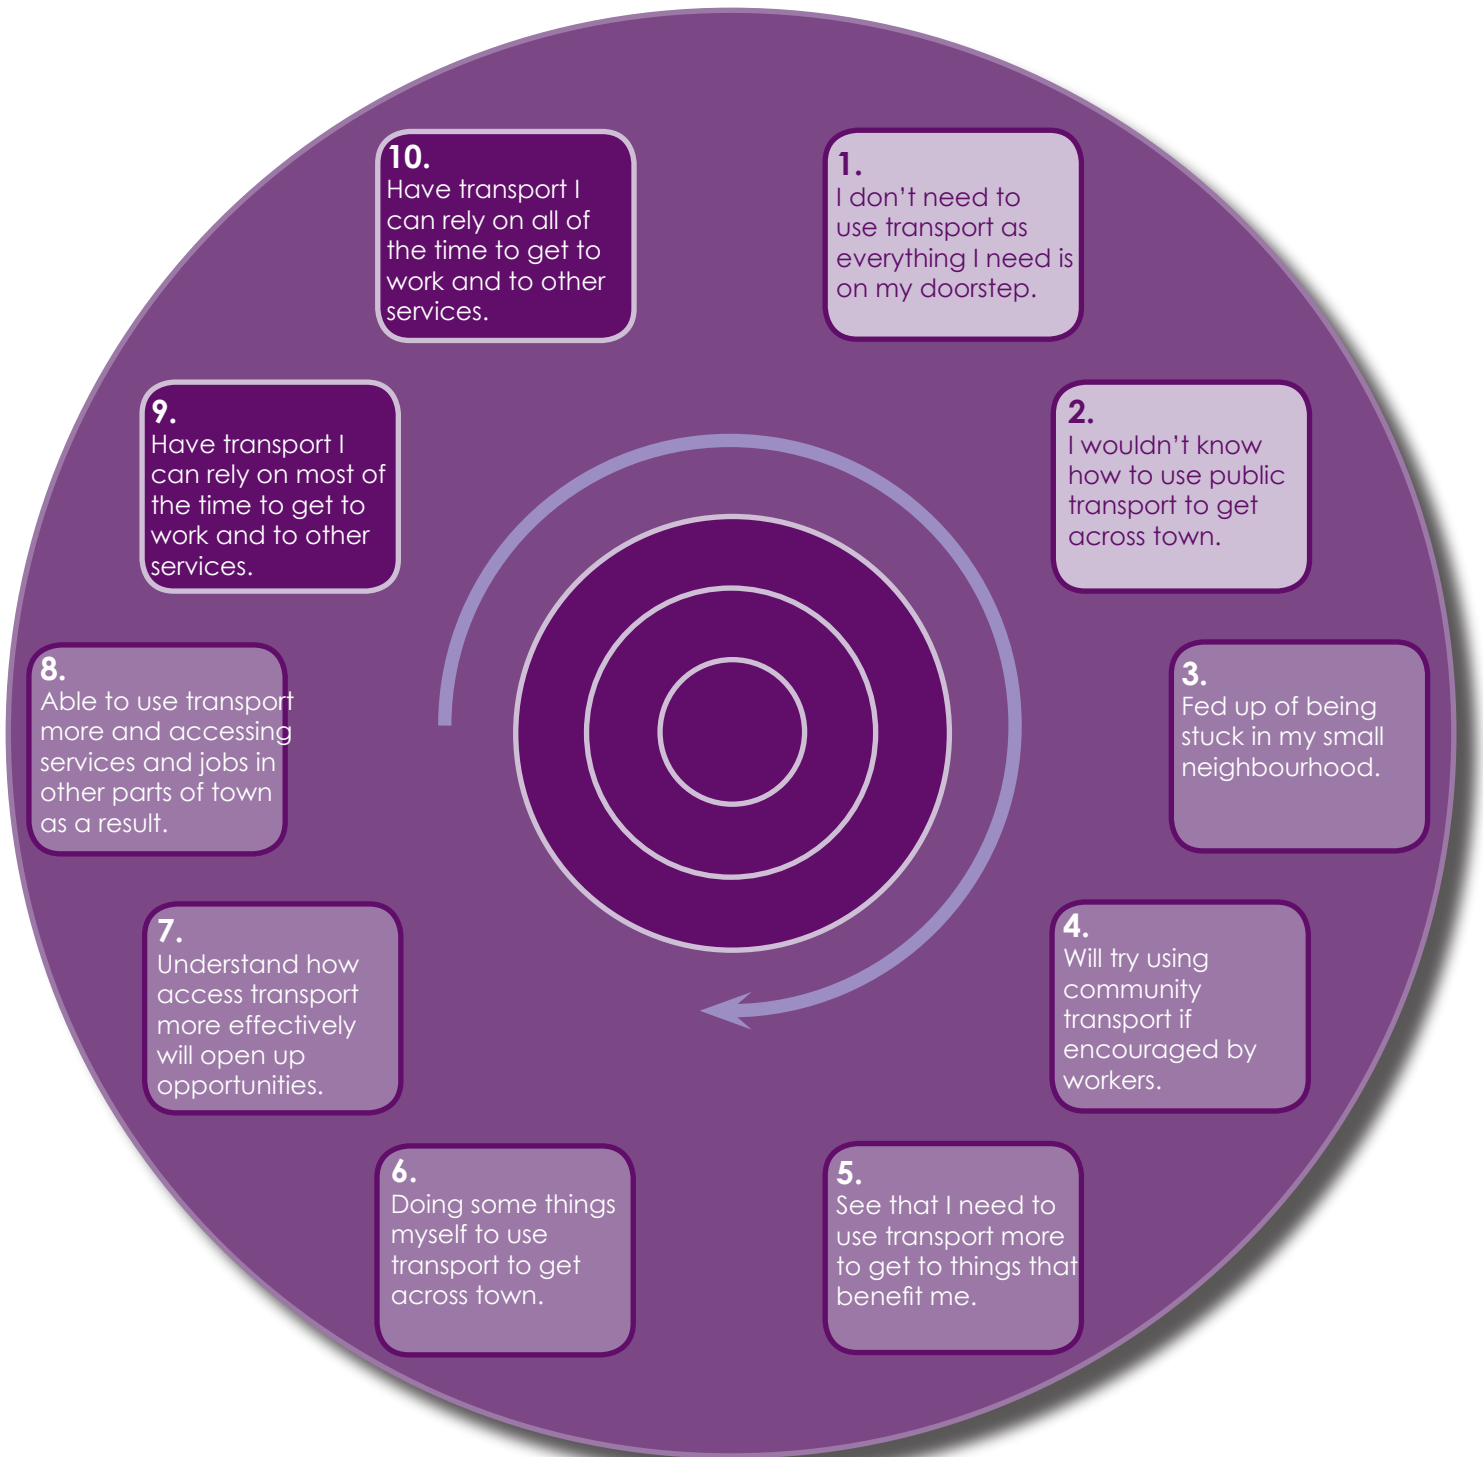 1.
I don't need to
use transport as
everything I need is
on my doorstep.
2.
I wouldn't know
how to use public
transport to get
across town.
3.
Fed up of being
stuck in my small
neighbourhood.
4.
Will try using
community
transport if
encouraged by
workers.
5.
See that I need to
use transport more
to get to things that
benefit me.
6.
Doing some things
myself to use
transport to get
across town.
7.
Understand how
access transport
more effectively
will open up
opportunities.
8.
Able to use transport
more and accessing
services and jobs in
other parts of town
as a result.
9.
Have transport I
can rely on most of
the time to get to
work and to other
services.
10.
Have transport I
can rely on all of
the time to get to
work and to other
services.